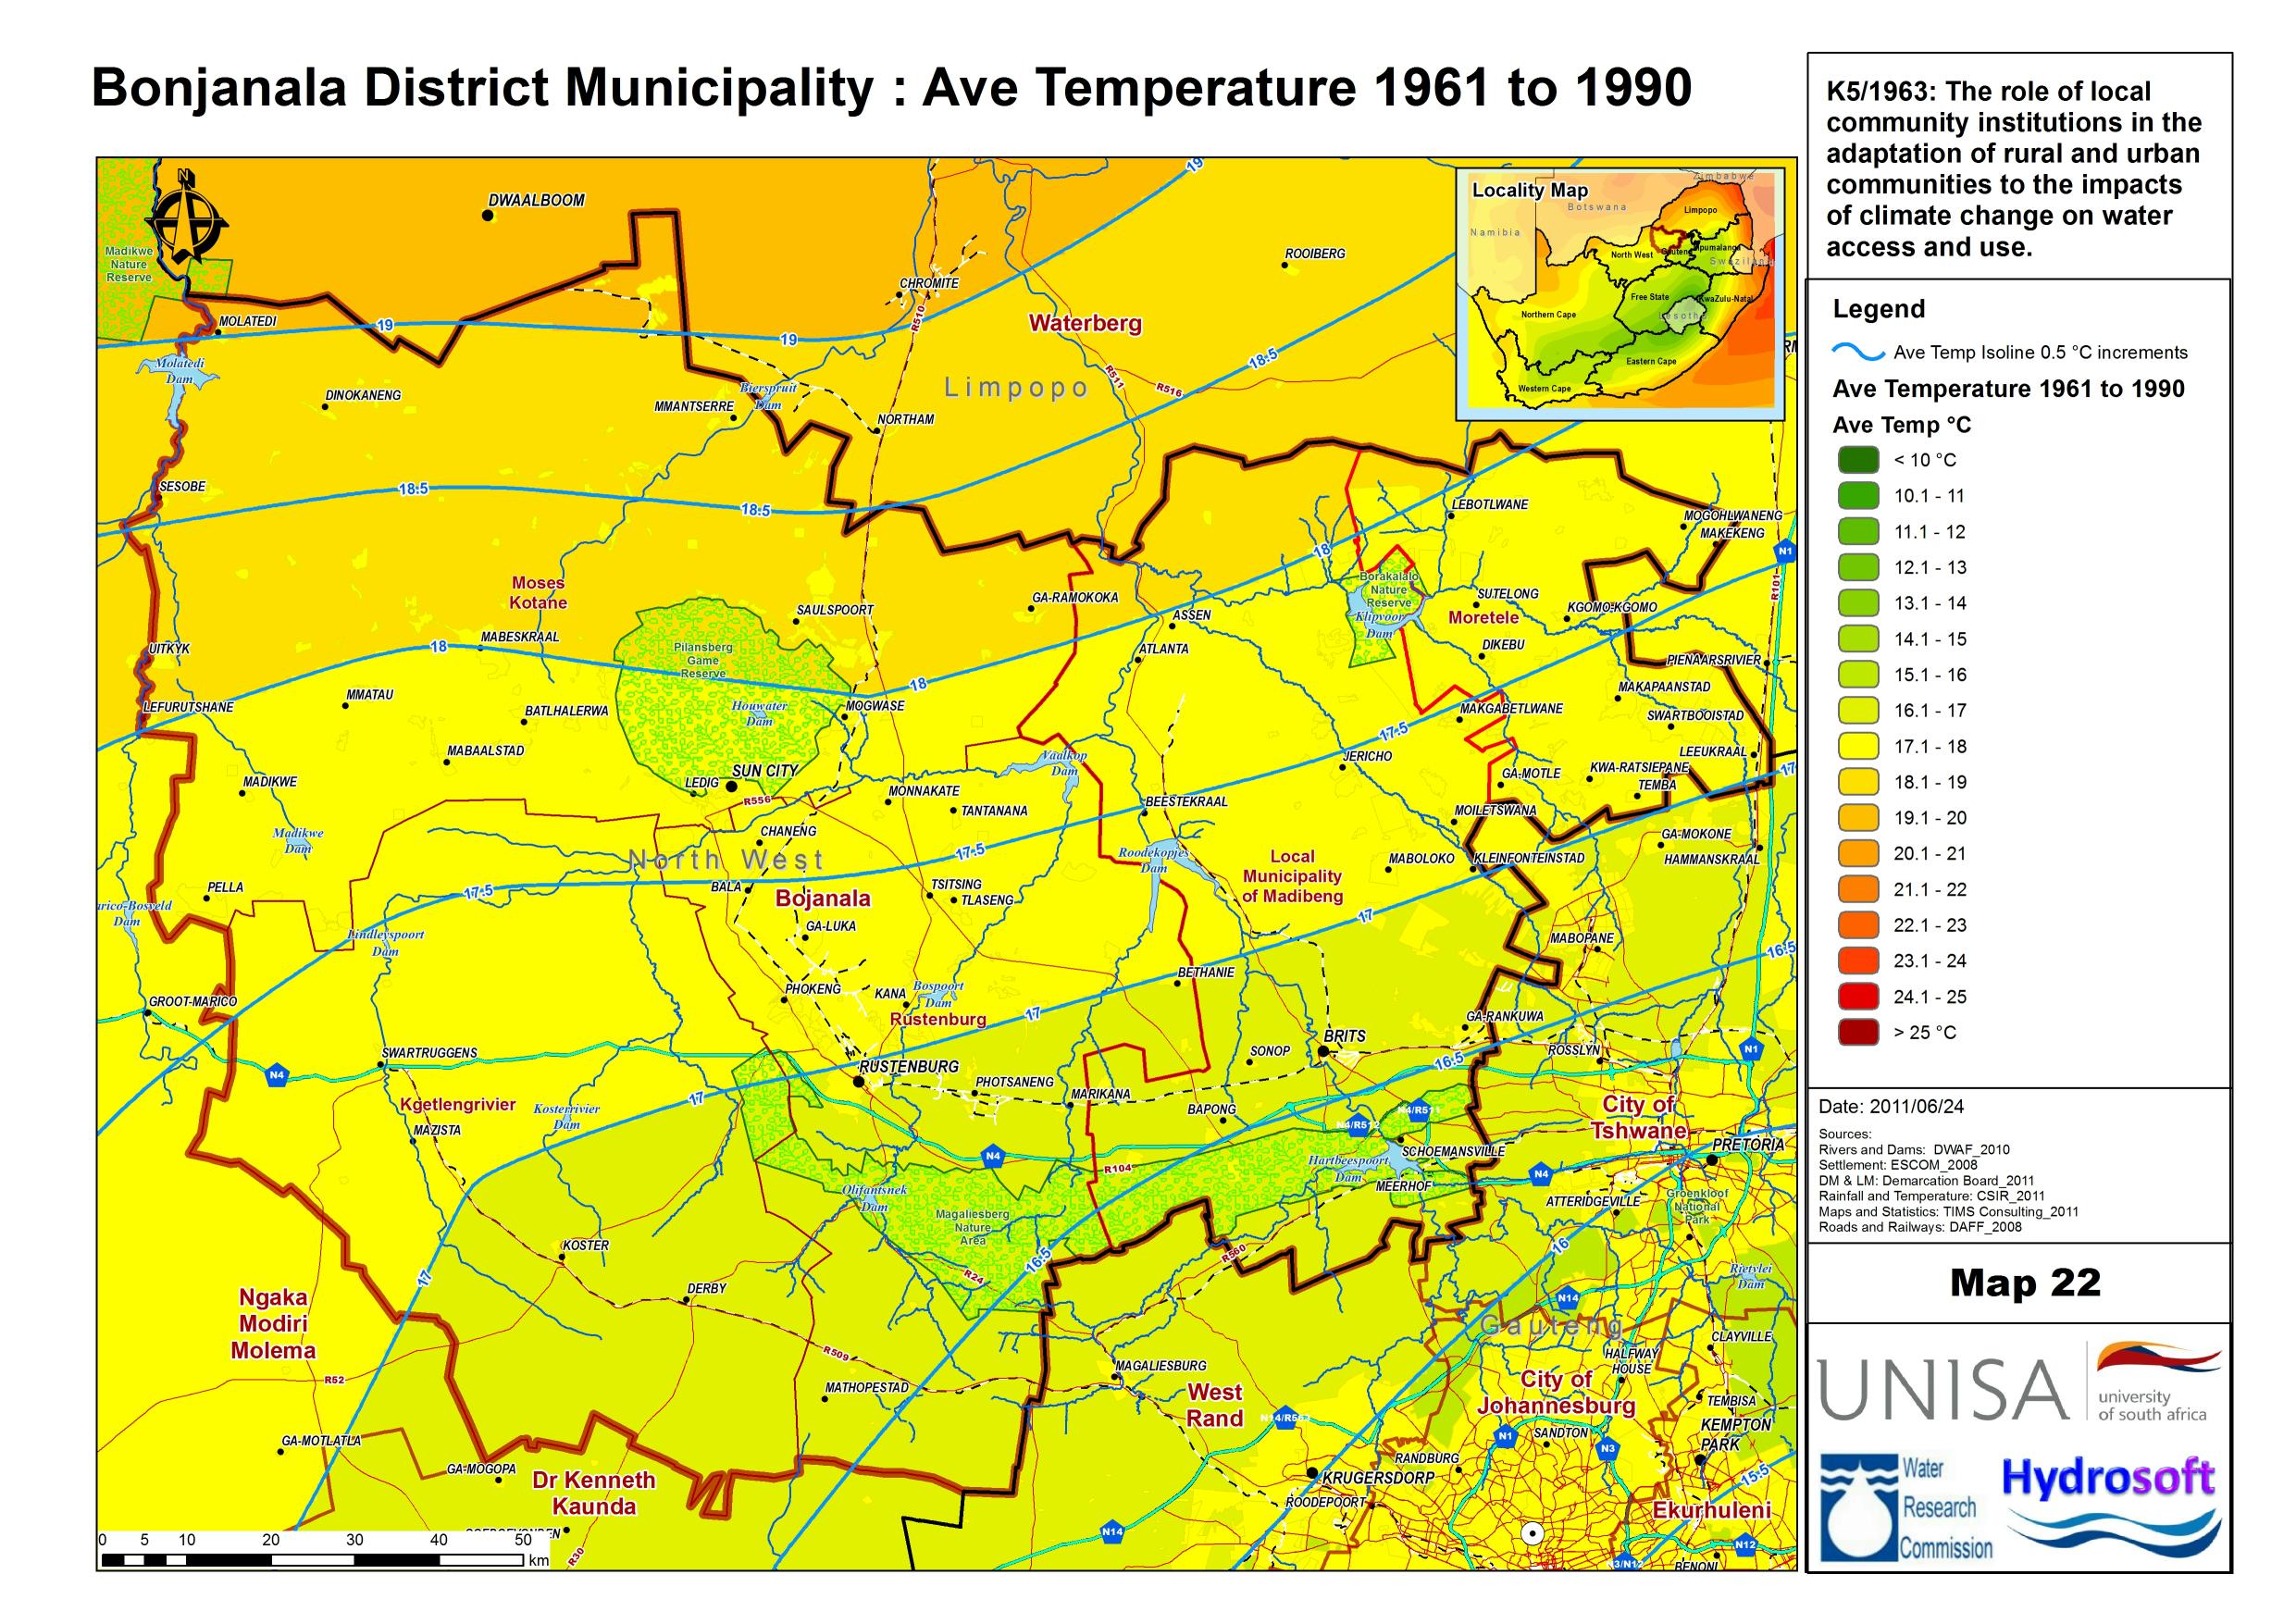 Bonjanala District Municipality : Ave Temperature 1961 to 1990
K5/1963: The role of local
community institutions in the
adaptation of rural and urban
communities to the impacts
of climate change on water
access and use.
Legend
Ave Temp Isoline 0.5 °C increments
Ave Temperature 1961 to 1990
Ave Temp °C
< 10 °C
10.1 - 11
11.1 - 12
12.1 - 13
13.1 - 14
14.1 - 15
15.1 - 16
16.1 - 17
17.1 - 18
18.1 - 19
19.1 - 20
20.1 - 21
21.1 - 22
22.1 - 23
23.1 - 24
24.1 - 25
> 25 °C
Date: 2011/06/24
Sources:
Rivers and Dams: DWAF_2010
Settlement: ESCOM_2008
DM & LM: Demarcation Board_2011
Rainfall and Temperature: CSIR_2011
Maps and Statistics: TIMS Consulting_2011
Roads and Railways: DAFF_2008
Map 22
UNISA
university
of south africa
Water
Research
Commission
Hydrosoft
Locality Map
Zimbabwe
Botswana
Namibia
Limpopo
North West
Free State
KwaZulu-Natal
Lesotho
Northern Cape
Eastern Cape
Western Cape
N
DWAALBOOM
Madikwe
Nature
Reserve
ROOIBERG
CHROMITE
R510
MOLATEDI
19
19
19
Waterberg
Limpopo
Molatedi
Dam
18.5
R511
R516
DINOKANENG
Bierspruit
Dam
MMANTSERRE
NORTHAM
SESOBE
18.5
18.5
LEBOTLWANE
MOGOHLWANENG
MAKEKENG
18
N1
R101
Moses
Kotane
GA-RAMOKOKA
SAULSPOORT
ASSEN
Borakalalo
Nature
Reserve
Klipvoor
Dam
SUTELONG
Moretele
KGOMO-KGOMO
UITKYK
MABESKRAAL
18
Pilansberg
Game
Reserve
ATLANTA
DIKEBU
PIENAARSRIVIER
18
MMATAU
LEFURUTSHANE
BATLHALERWA
Houwater
Dam
MOGWASE
MAKAPAANSTAD
MAKGABETLWANE
SWARTBOOISTAD
17.5
MABAALSTAD
Vaalkop
Dam
JERICHO
LEEUKRAAL
MADIKWE
LEDIG
SUN CITY
R556
MONNAKATE
TANTANANA
BEESTEKRAAL
GA-MOTLE
KWA-RATSIEPANE
TEMBA
17
MOILETSWANA
Madikwe
Dam
CHANENG
North West
17.5
Roodekopjes
Dam
Local
Municipality
of Madibeng
MABOLOKO
KLEINFONTEINSTAD
GA-MOKONE
HAMMANSKRAAL
PELLA
17.5
BALA
Bojanala
TSITSING
TLASENG
17
Lindleyspoort
Dam
GA-LUKA
MABOPANE
16.5
GROOT-MARICO
PHOKENG
KANA
Bospoort
Dam
Rustenburg
17
BETHANIE
GA-RANKUWA
N4
SWARTRUGGENS
RUSTENBURG
SONOP
BRITS
16.5
ROSSLYN
N1
Kgetlengrivier
Kosterrivier
Dam
MAZISTA
17
PHOTSANENG
MARIKANA
BAPONG
N4/R512
N4/R511
City of
Tshwane
PRETORIA
N4
R104
Hartbeespoort
Dam
SCHOEMANSVILLE
MEERHOF
N4
ATTERIDGEVILLE
Groenkloof
National
Park
Olifantsnek
Dam
Magaliesberg
Nature
Area
KOSTER
17
DERBY
R24
16.5
R560
16
Rietvlei
Dam
N14
Gauteng
Ngaka
Modiri
Molema
R52
R509
MATHOPESTAD
MAGALIESBURG
West
Rand
CLAYVILLE
HALFWAY
HOUSE
City of
Johannesburg
TEMBISA
KEMPTON
PARK
SANDTON
N1
N3
RANDBURG
KRUGERSDORP
ROODEPOORT
15.5
Ekurhuleni
GA-MOTLATLA
GA-MOGOPA
Dr Kenneth
Kaunda
R30
N14
N12
BENONI
0 5 10 20 30 40 50
km